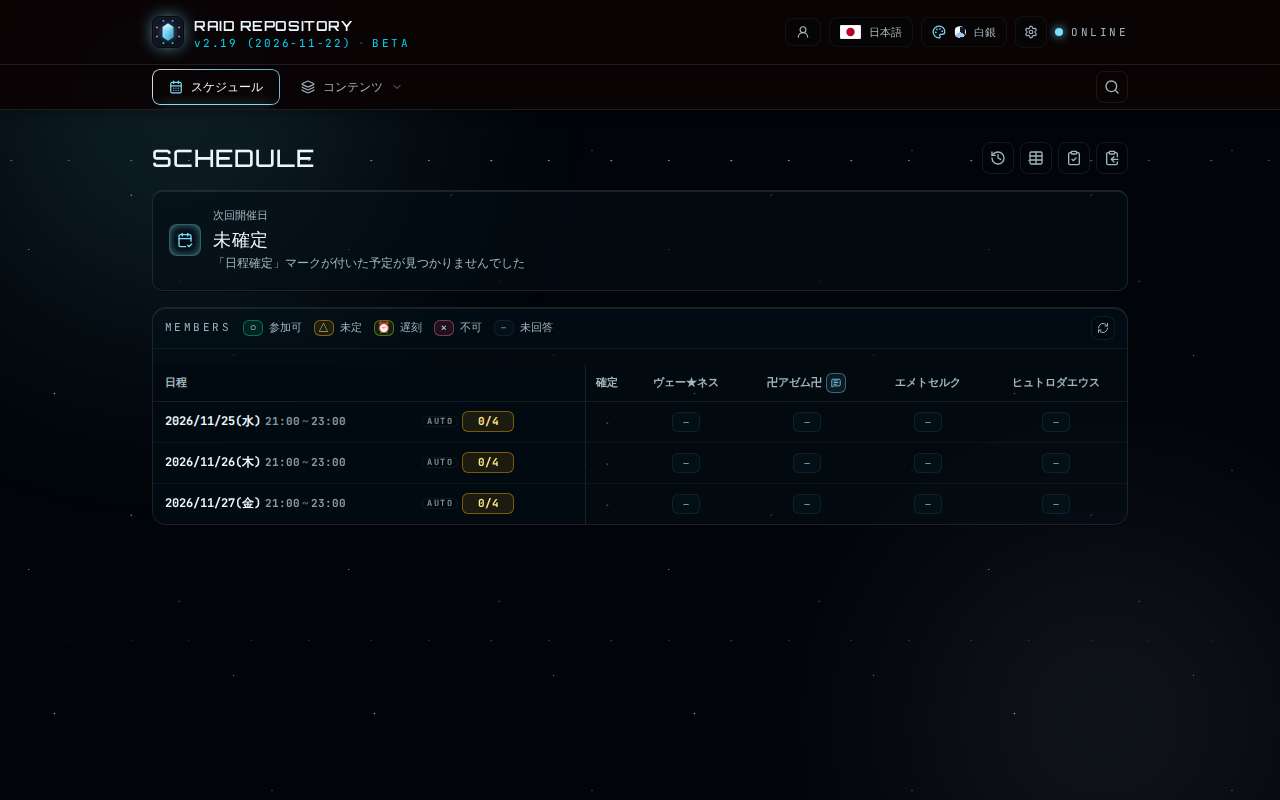 RAID REPOSITORY
v2.19 (2026-11-22) · BETA
日本語
白銀
ONLINE
スケジュール
コンテンツ
SCHEDULE
次回開催日
未確定
「日程確定」マークが付いた予定が見つかりませんでした
MEMBERS ○ 参加可 △ 未定 ⏰ 遅刻 × 不可 − 未回答
日程 確定 ヴェー★ネス 卍アゼム卍 エメトセルク ヒュトロダエウス
2026/11/25(水) 21:00～23:00 AUTO 0/4 · − − − −
2026/11/26(木) 21:00～23:00 AUTO 0/4 · − − − −
2026/11/27(金) 21:00～23:00 AUTO 0/4 · − − − −